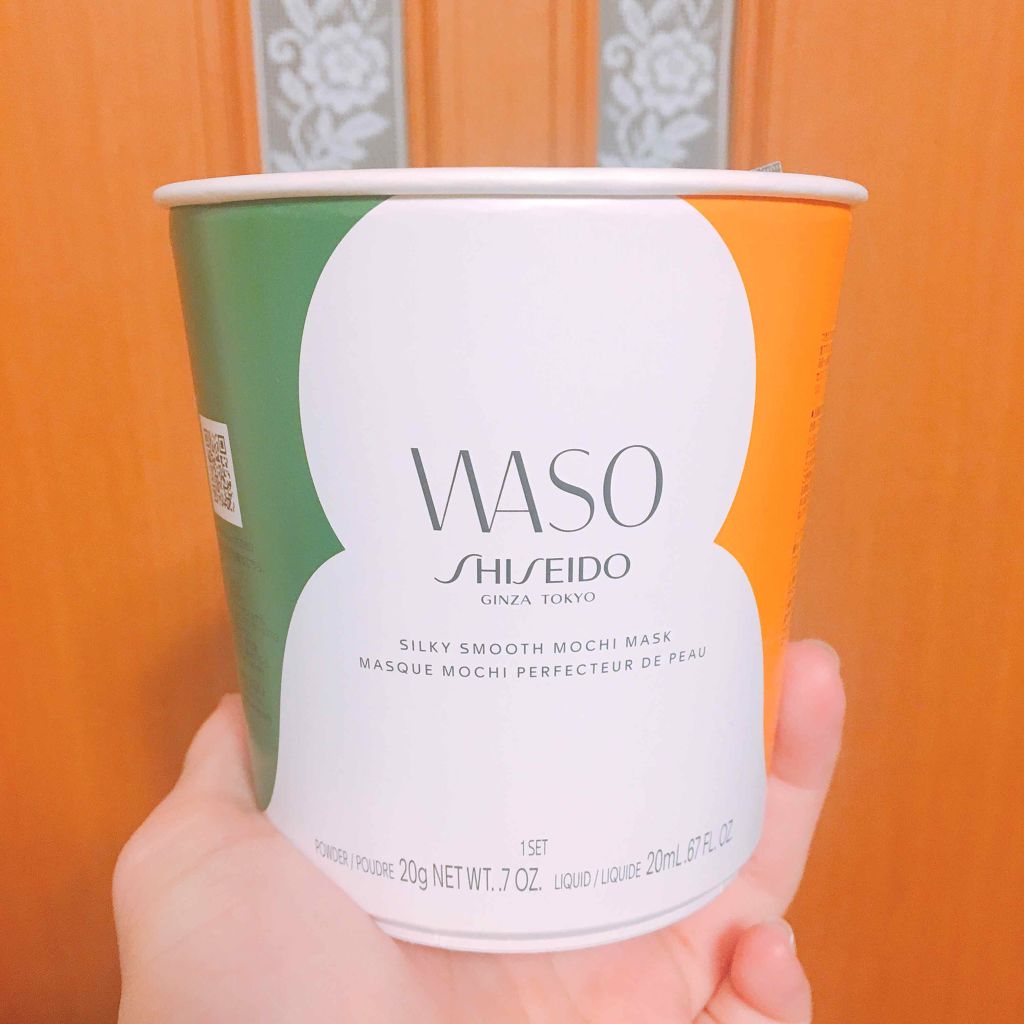 WASO
SHISEIDO
GINZA TOKYO
SILKY SMOOTH MOCHI MASK
MASQUE MOCHI PERFECTEUR DE PEAU
1 SET
POWDER / POUDRE 20g NET WT. .7 OZ. LIQUID / LIQUIDE 20mL .67 FL. OZ